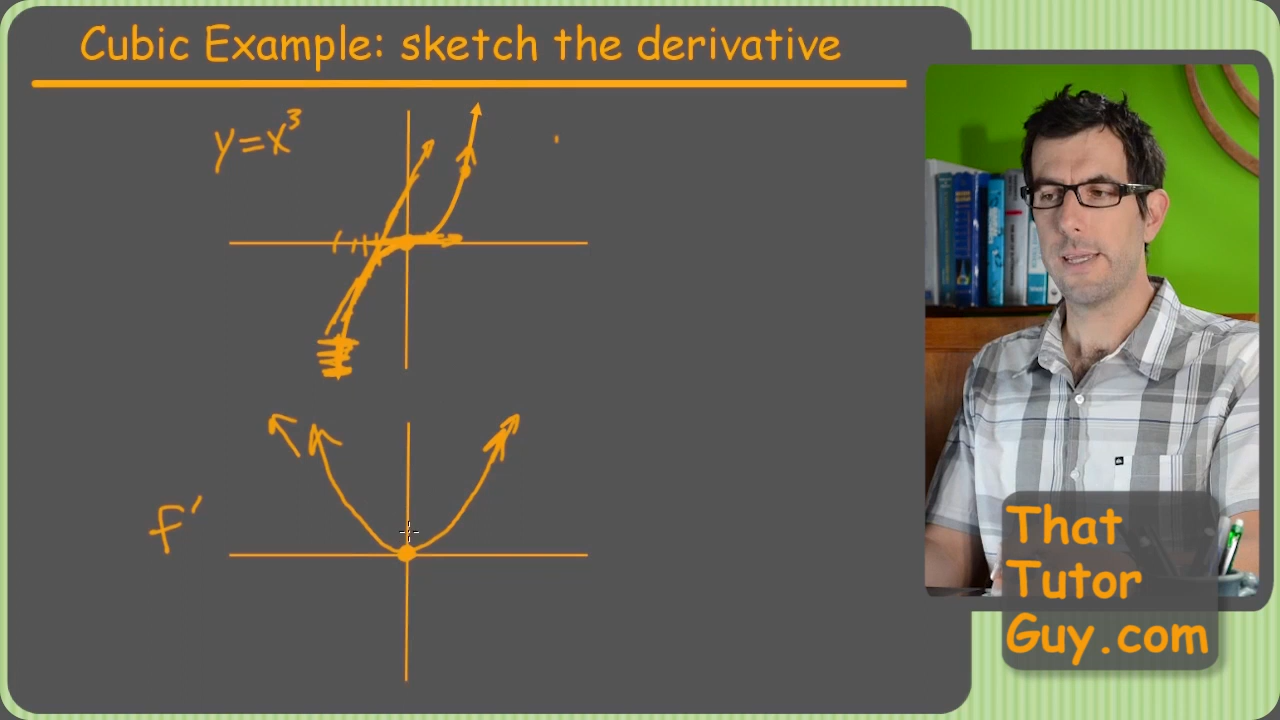 Cubic Example: sketch the derivative
y=x³
f′
That
Tutor
Guy.com